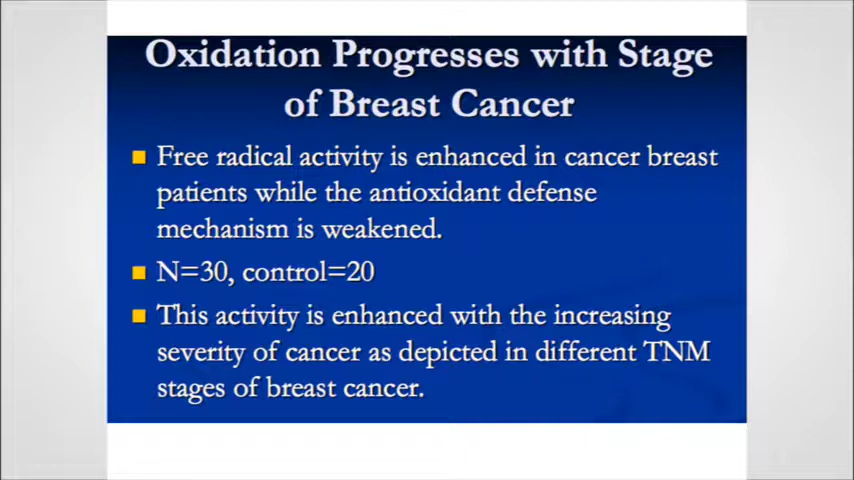 Oxidation Progresses with Stage
of Breast Cancer
Free radical activity is enhanced in cancer breast
patients while the antioxidant defense
mechanism is weakened.
N=30, control=20
This activity is enhanced with the increasing
severity of cancer as depicted in different TNM
stages of breast cancer.